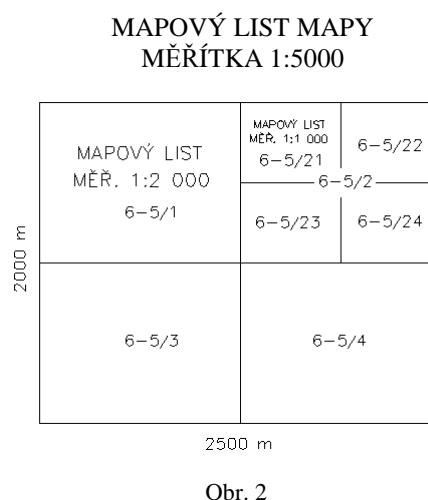 MAPOVÝ LIST MAPY
MĚŘÍTKA 1:5000
MAPOVÝ LIST
MĚŘ. 1:2 000
6-5/1
MAPOVÝ LIST
MĚŘ. 1:1 000
6-5/21
6-5/22
6-5/2
6-5/23
6-5/24
2000 m
6-5/3
6-5/4
2500 m
Obr. 2